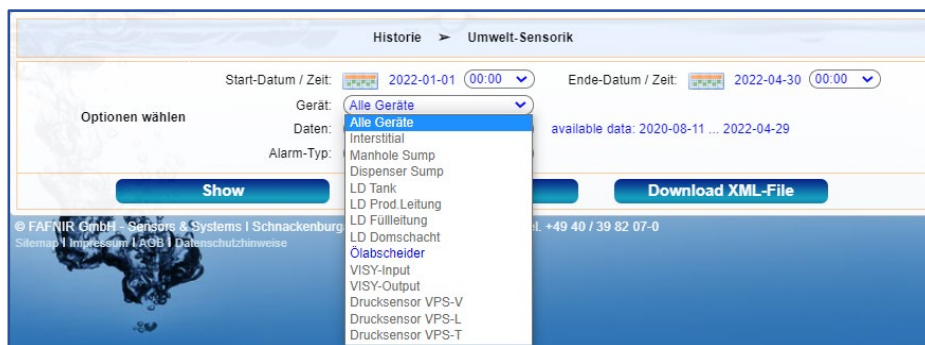 Historie ➢ Umwelt-Sensorik
Start-Datum / Zeit: 2022-01-01 00:00 Ende-Datum / Zeit: 2022-04-30 00:00
Optionen wählen
Gerät: Alle Geräte
Daten: available data: 2020-08-11 ... 2022-04-29
Alarm-Typ:
Alle Geräte
Interstitial
Manhole Sump
Dispenser Sump
LD Tank
LD Prod.Leitung
LD Füllleitung
LD Domschacht
Ölabscheider
VISY-Input
VISY-Output
Drucksensor VPS-V
Drucksensor VPS-L
Drucksensor VPS-T
Show Download XML-File
© FAFNIR GmbH - Sensors & Systems I Schnackenburg +49 40 / 39 82 07-0
Sitemap I Impressum I AGB I Datenschutzhinweise